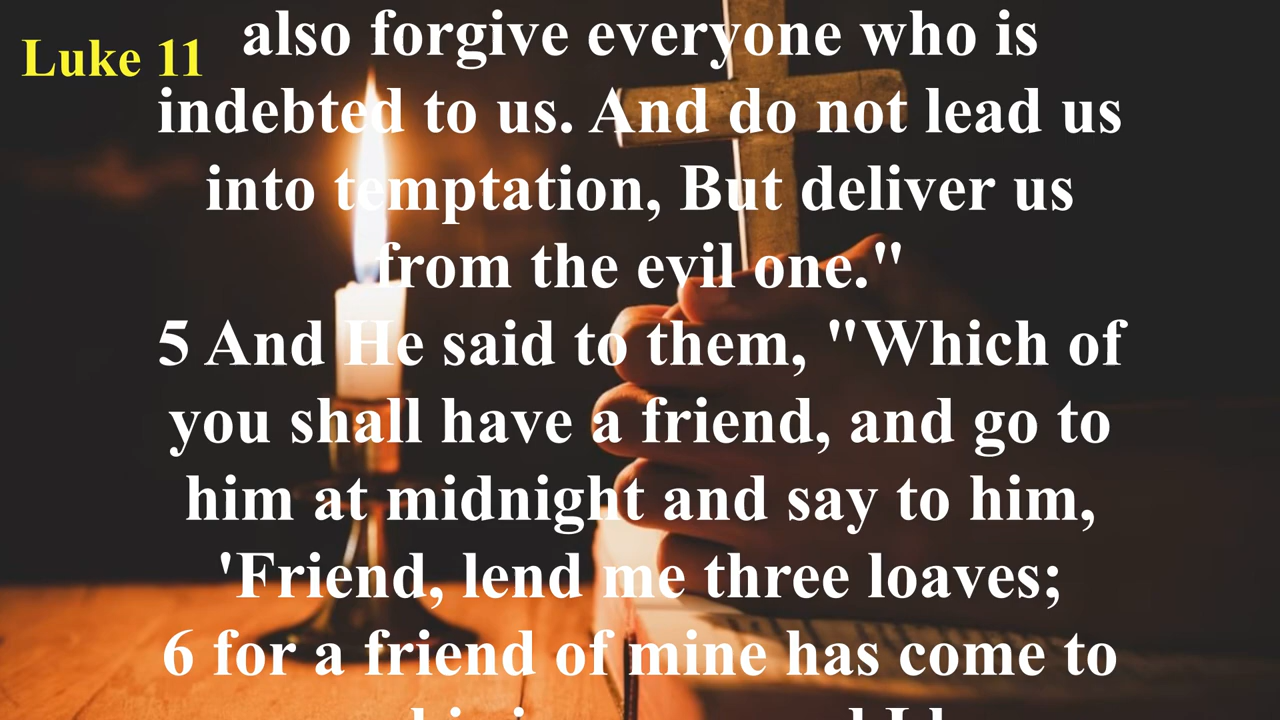 Luke 11
also forgive everyone who is
indebted to us. And do not lead us
into temptation, But deliver us
from the evil one."
5 And He said to them, "Which of
you shall have a friend, and go to
him at midnight and say to him,
'Friend, lend me three loaves;
6 for a friend of mine has come to